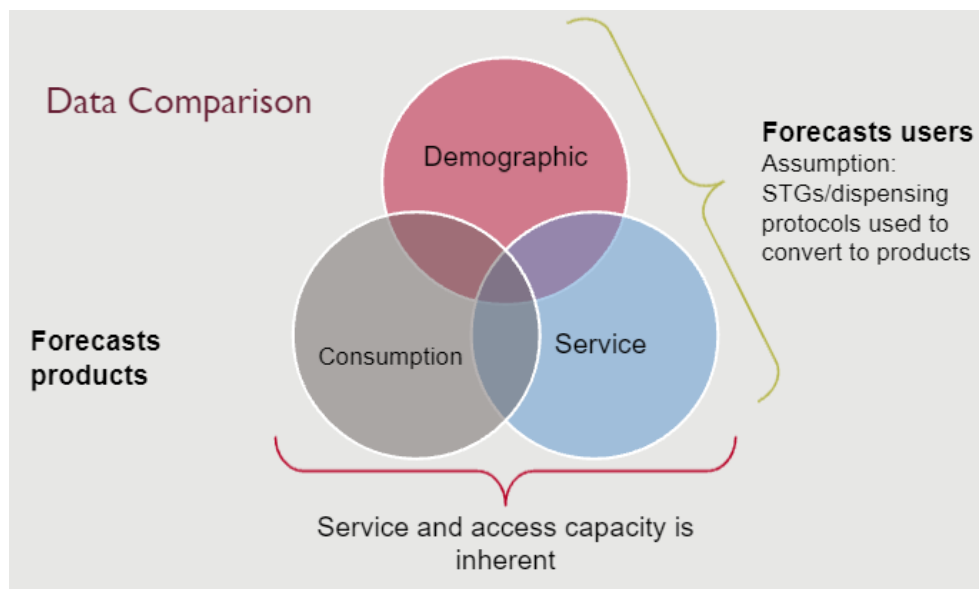 Data Comparison
Demographic
Forecasts users
Assumption:
STGs/dispensing
protocols used to
convert to products
Forecasts
products
Consumption
Service
Service and access capacity is
inherent